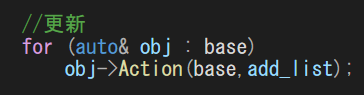 //更新
for (auto& obj : base)
    obj->Action(base,add_list);